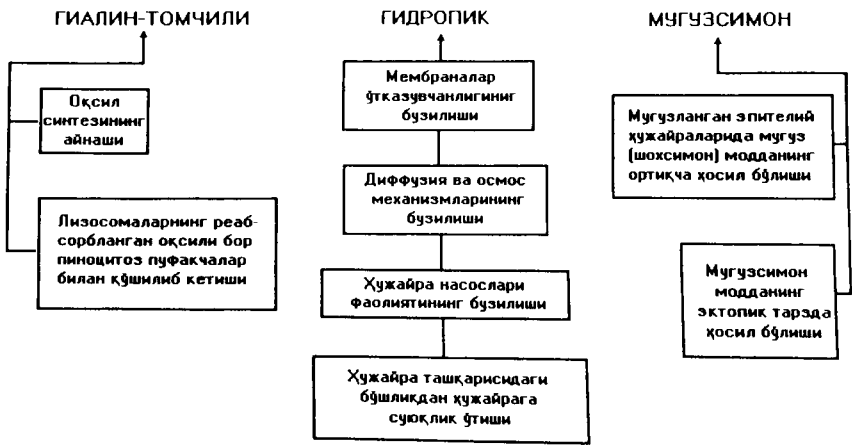 ГИАЛИН-ТОМЧИЛИ
Оқсил
синтезининг
айнаши
Лизосомаларнинг реаб-
сорбланган оқсили бор
пиноцитоз пуфакчалар
билан қўшилиб кетиши
ГИДРОПИК
Мембраналар
ўтказувчанлигининг
бузилиши
Диффузия ва осмос
механизмларининг
бузилиши
Ҳужайра насослари
фаолиятининг бузилиши
Ҳужайра ташқарисидаги
бўшлиқдан ҳужайрага
суюқлик ўтиши
МУГУЗСИМОН
Мугузланган эпителий
ҳужайраларида мугуз
(шохсимон) модданинг
ортиқча ҳосил бўлиши
Мугузсимон
модданинг
эктопик тарзда
ҳосил бўлиши